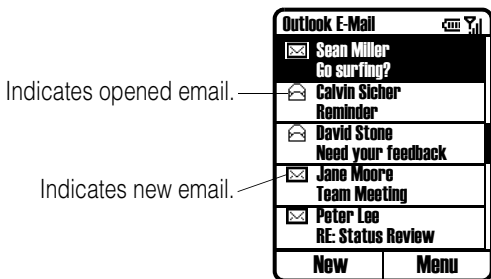 Outlook E-Mail
Sean Miller
Go surfing?
Indicates opened email.
Calvin Sicher
Reminder
David Stone
Need your feedback
Indicates new email.
Jane Moore
Team Meeting
Peter Lee
RE: Status Review
New Menu